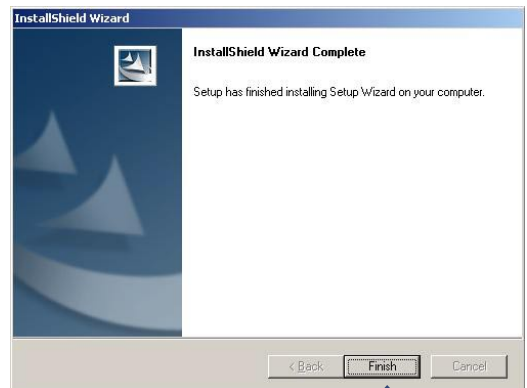 InstallShield Wizard
InstallShield Wizard Complete
Setup has finished installing Setup Wizard on your computer.
< Back
Finish
Cancel